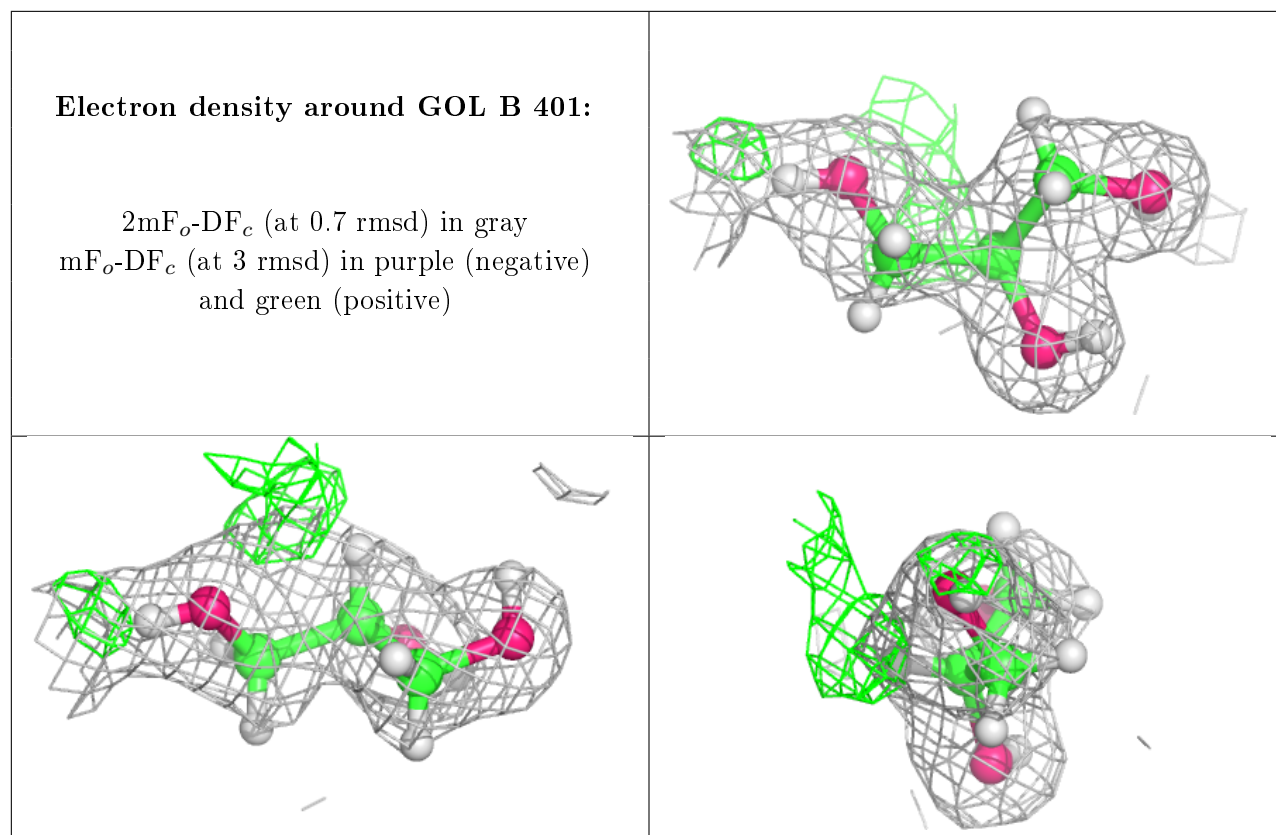 Electron density around GOL B 401:
2mFₒ-DF𝑐 (at 0.7 rmsd) in gray
mFₒ-DF𝑐 (at 3 rmsd) in purple (negative)
and green (positive)